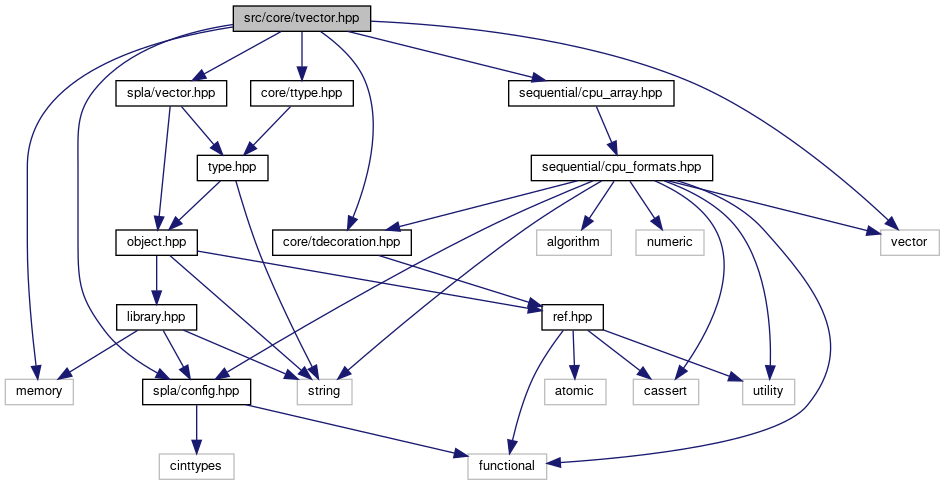 src/core/tvector.hpp
spla/vector.hpp
core/ttype.hpp
sequential/cpu_array.hpp
type.hpp
sequential/cpu_formats.hpp
object.hpp
core/tdecoration.hpp
algorithm
numeric
vector
library.hpp
ref.hpp
memory
spla/config.hpp
string
atomic
cassert
utility
cinttypes
functional